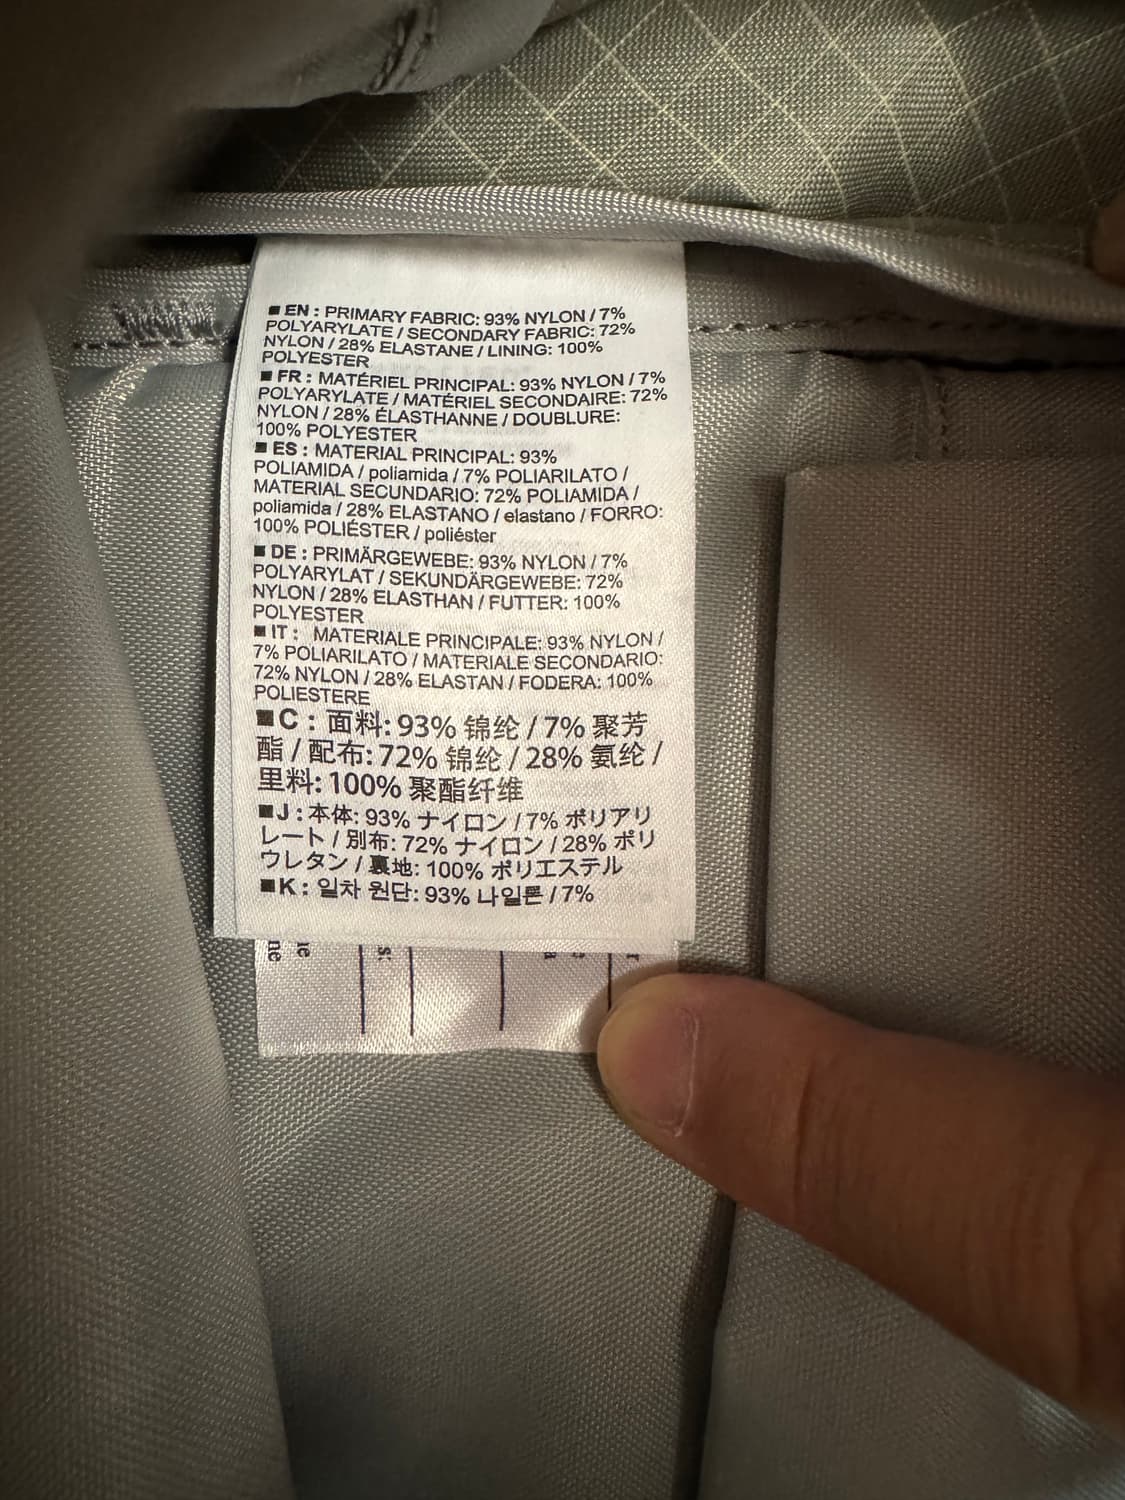 ■ EN : PRIMARY FABRIC: 93% NYLON / 7%
POLYARYLATE / SECONDARY FABRIC: 72%
NYLON / 28% ELASTANE / LINING: 100%
POLYESTER
■ FR : MATÉRIEL PRINCIPAL: 93% NYLON / 7%
POLYARYLATE / MATÉRIEL SECONDAIRE: 72%
NYLON / 28% ÉLASTHANNE / DOUBLURE:
100% POLYESTER
■ ES : MATERIAL PRINCIPAL: 93%
POLIAMIDA / poliamida / 7% POLIARILATO /
MATERIAL SECUNDARIO: 72% POLIAMIDA /
poliamida / 28% ELASTANO / elastano / FORRO:
100% POLIÉSTER / poliéster
■ DE : PRIMÄRGEWEBE: 93% NYLON / 7%
POLYARYLAT / SEKUNDÄRGEWEBE: 72%
NYLON / 28% ELASTHAN / FUTTER: 100%
POLYESTER
■ IT : MATERIALE PRINCIPALE: 93% NYLON /
7% POLIARILATO / MATERIALE SECONDARIO:
72% NYLON / 28% ELASTAN / FODERA: 100%
POLIESTERE
■ C : 面料: 93% 锦纶 / 7% 聚芳
酯 / 配布: 72% 锦纶 / 28% 氨纶 /
里料: 100% 聚酯纤维
■ J : 本体: 93% ナイロン / 7% ポリアリ
レート / 別布: 72% ナイロン / 28% ポリ
ウレタン / 裏地: 100% ポリエステル
■ K : 일차 원단: 93% 나일론 / 7%